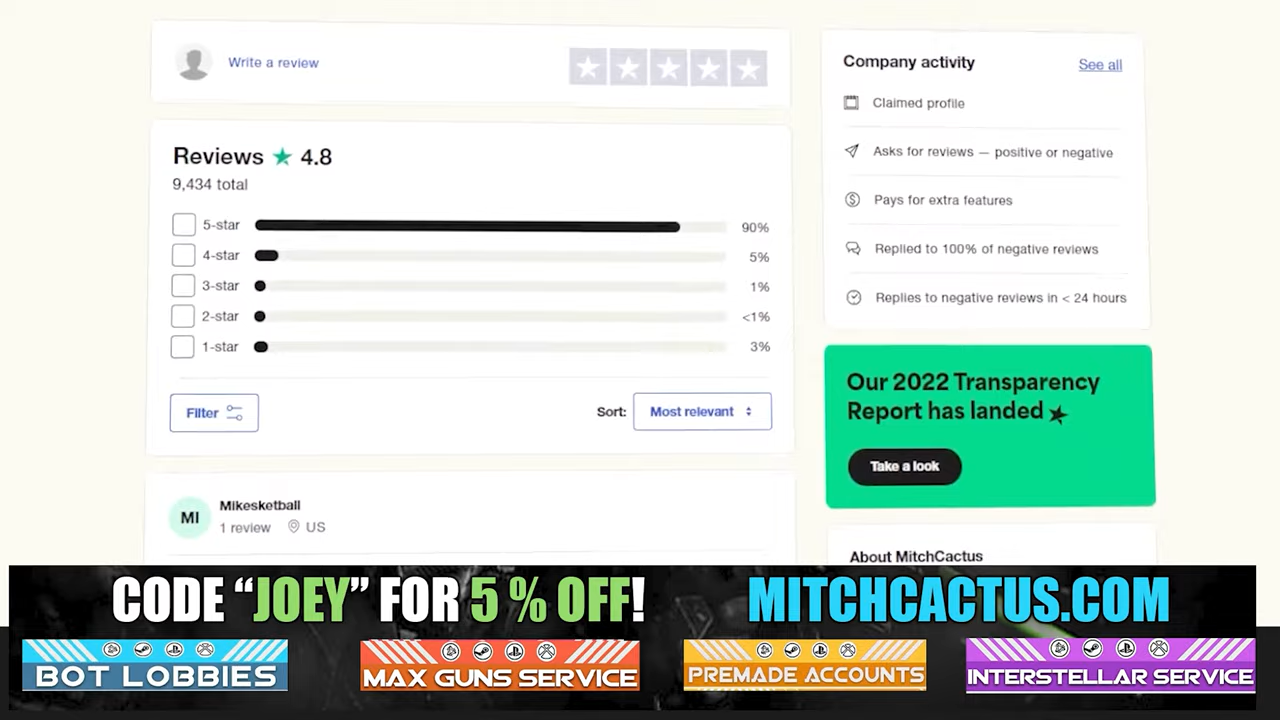 Write a review
Reviews ★ 4.8
9,434 total
5-star 90%
4-star 5%
3-star 1%
2-star <1%
1-star 3%
Filter
Sort: Most relevant
MI
Mikesketball
1 review US
Company activity See all
Claimed profile
Asks for reviews — positive or negative
Pays for extra features
Replied to 100% of negative reviews
Replies to negative reviews in < 24 hours
Our 2022 Transparency
Report has landed
Take a look
About MitchCactus
CODE “JOEY” FOR 5 % OFF!
MITCHCACTUS.COM
BOT LOBBIES
MAX GUNS SERVICE
PREMADE ACCOUNTS
INTERSTELLAR SERVICE